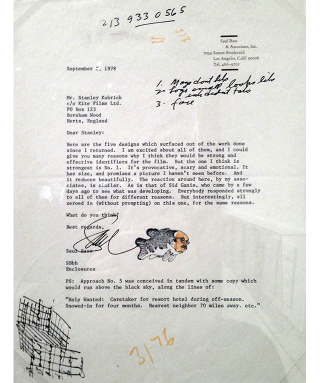 213 933 0565
Saul Bass
& Associates, Inc.
7039 Sunset Boulevard
Los Angeles, Calif 90028
Tel: 466-9701
September 7, 1978
1. Maze don't like
3. face
Mr. Stanley Kubrick
c/o Kite Films Ltd.
PO Box 123
Boreham Wood
Herts, England
Dear Stanley:
Here are the five designs which surfaced out of the work done
since I returned. I am excited about all of them, and I could
give you many reasons why I think they would be strong and
effective identifiers for the film. But the one I think is
strongest is No. 1. It's provocative, scary and emotional. It
has size, and promises a picture I haven't seen before. And
it reduces beautifully. The reaction around here, by my asso-
ciates, is similar. As is that of Sid Ganis, who came by a few
days ago to see what was developing. Everybody responded strongly
to all of them for different reasons. But interestingly, all
zeroed in (without prompting) on this one, for the same reasons.
What do you think?
Best regards,
Saul Bass
SBbh
Enclosures
PS: Approach No. 5 was conceived in tandem with some copy which
would run above the black sky, along the lines of:
"Help Wanted: Caretaker for resort hotel during off-season.
Snowed-in for four months. Nearest neighbor 70 miles away. etc."
3/76